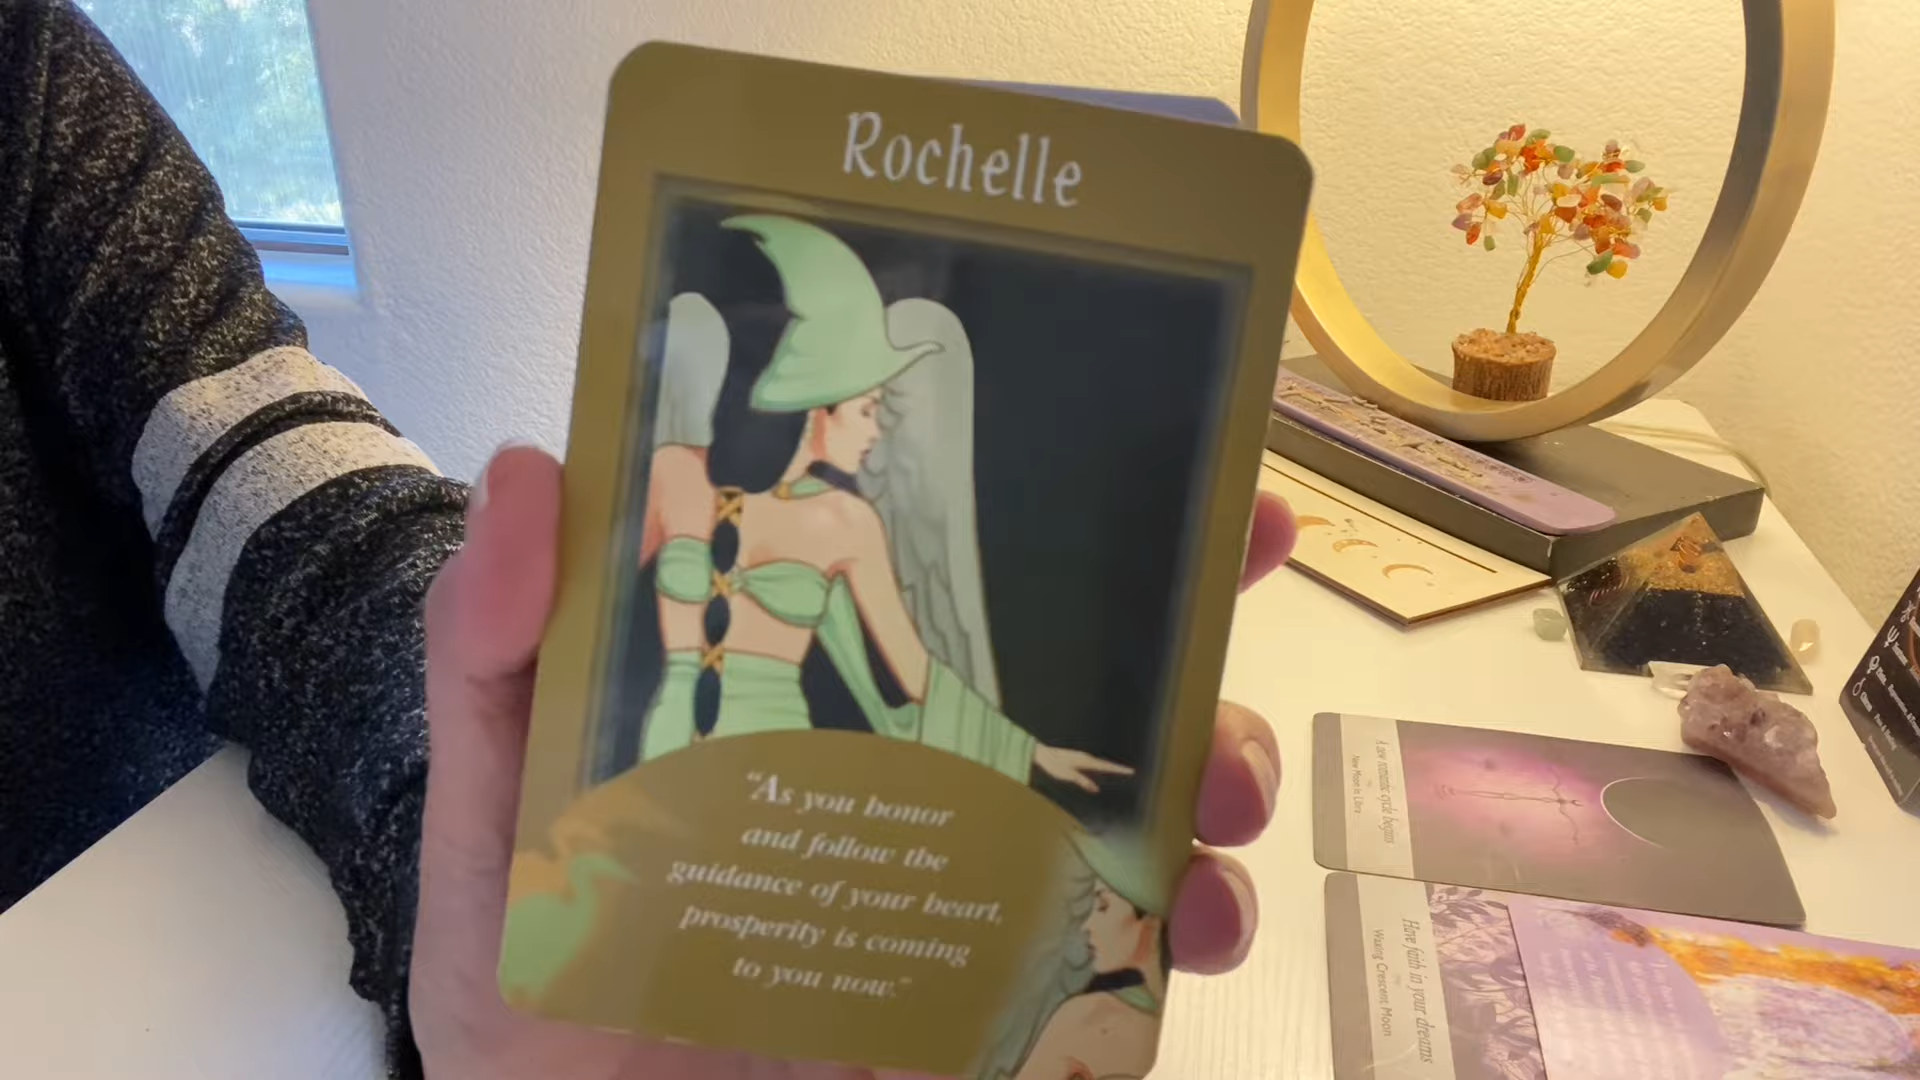 Rochelle
"As you honor
and follow the
guidance of your heart,
prosperity is coming
to you now."
A new romantic cycle begins
New Moon in Libra
Have faith in your dreams
Waxing Crescent Moon